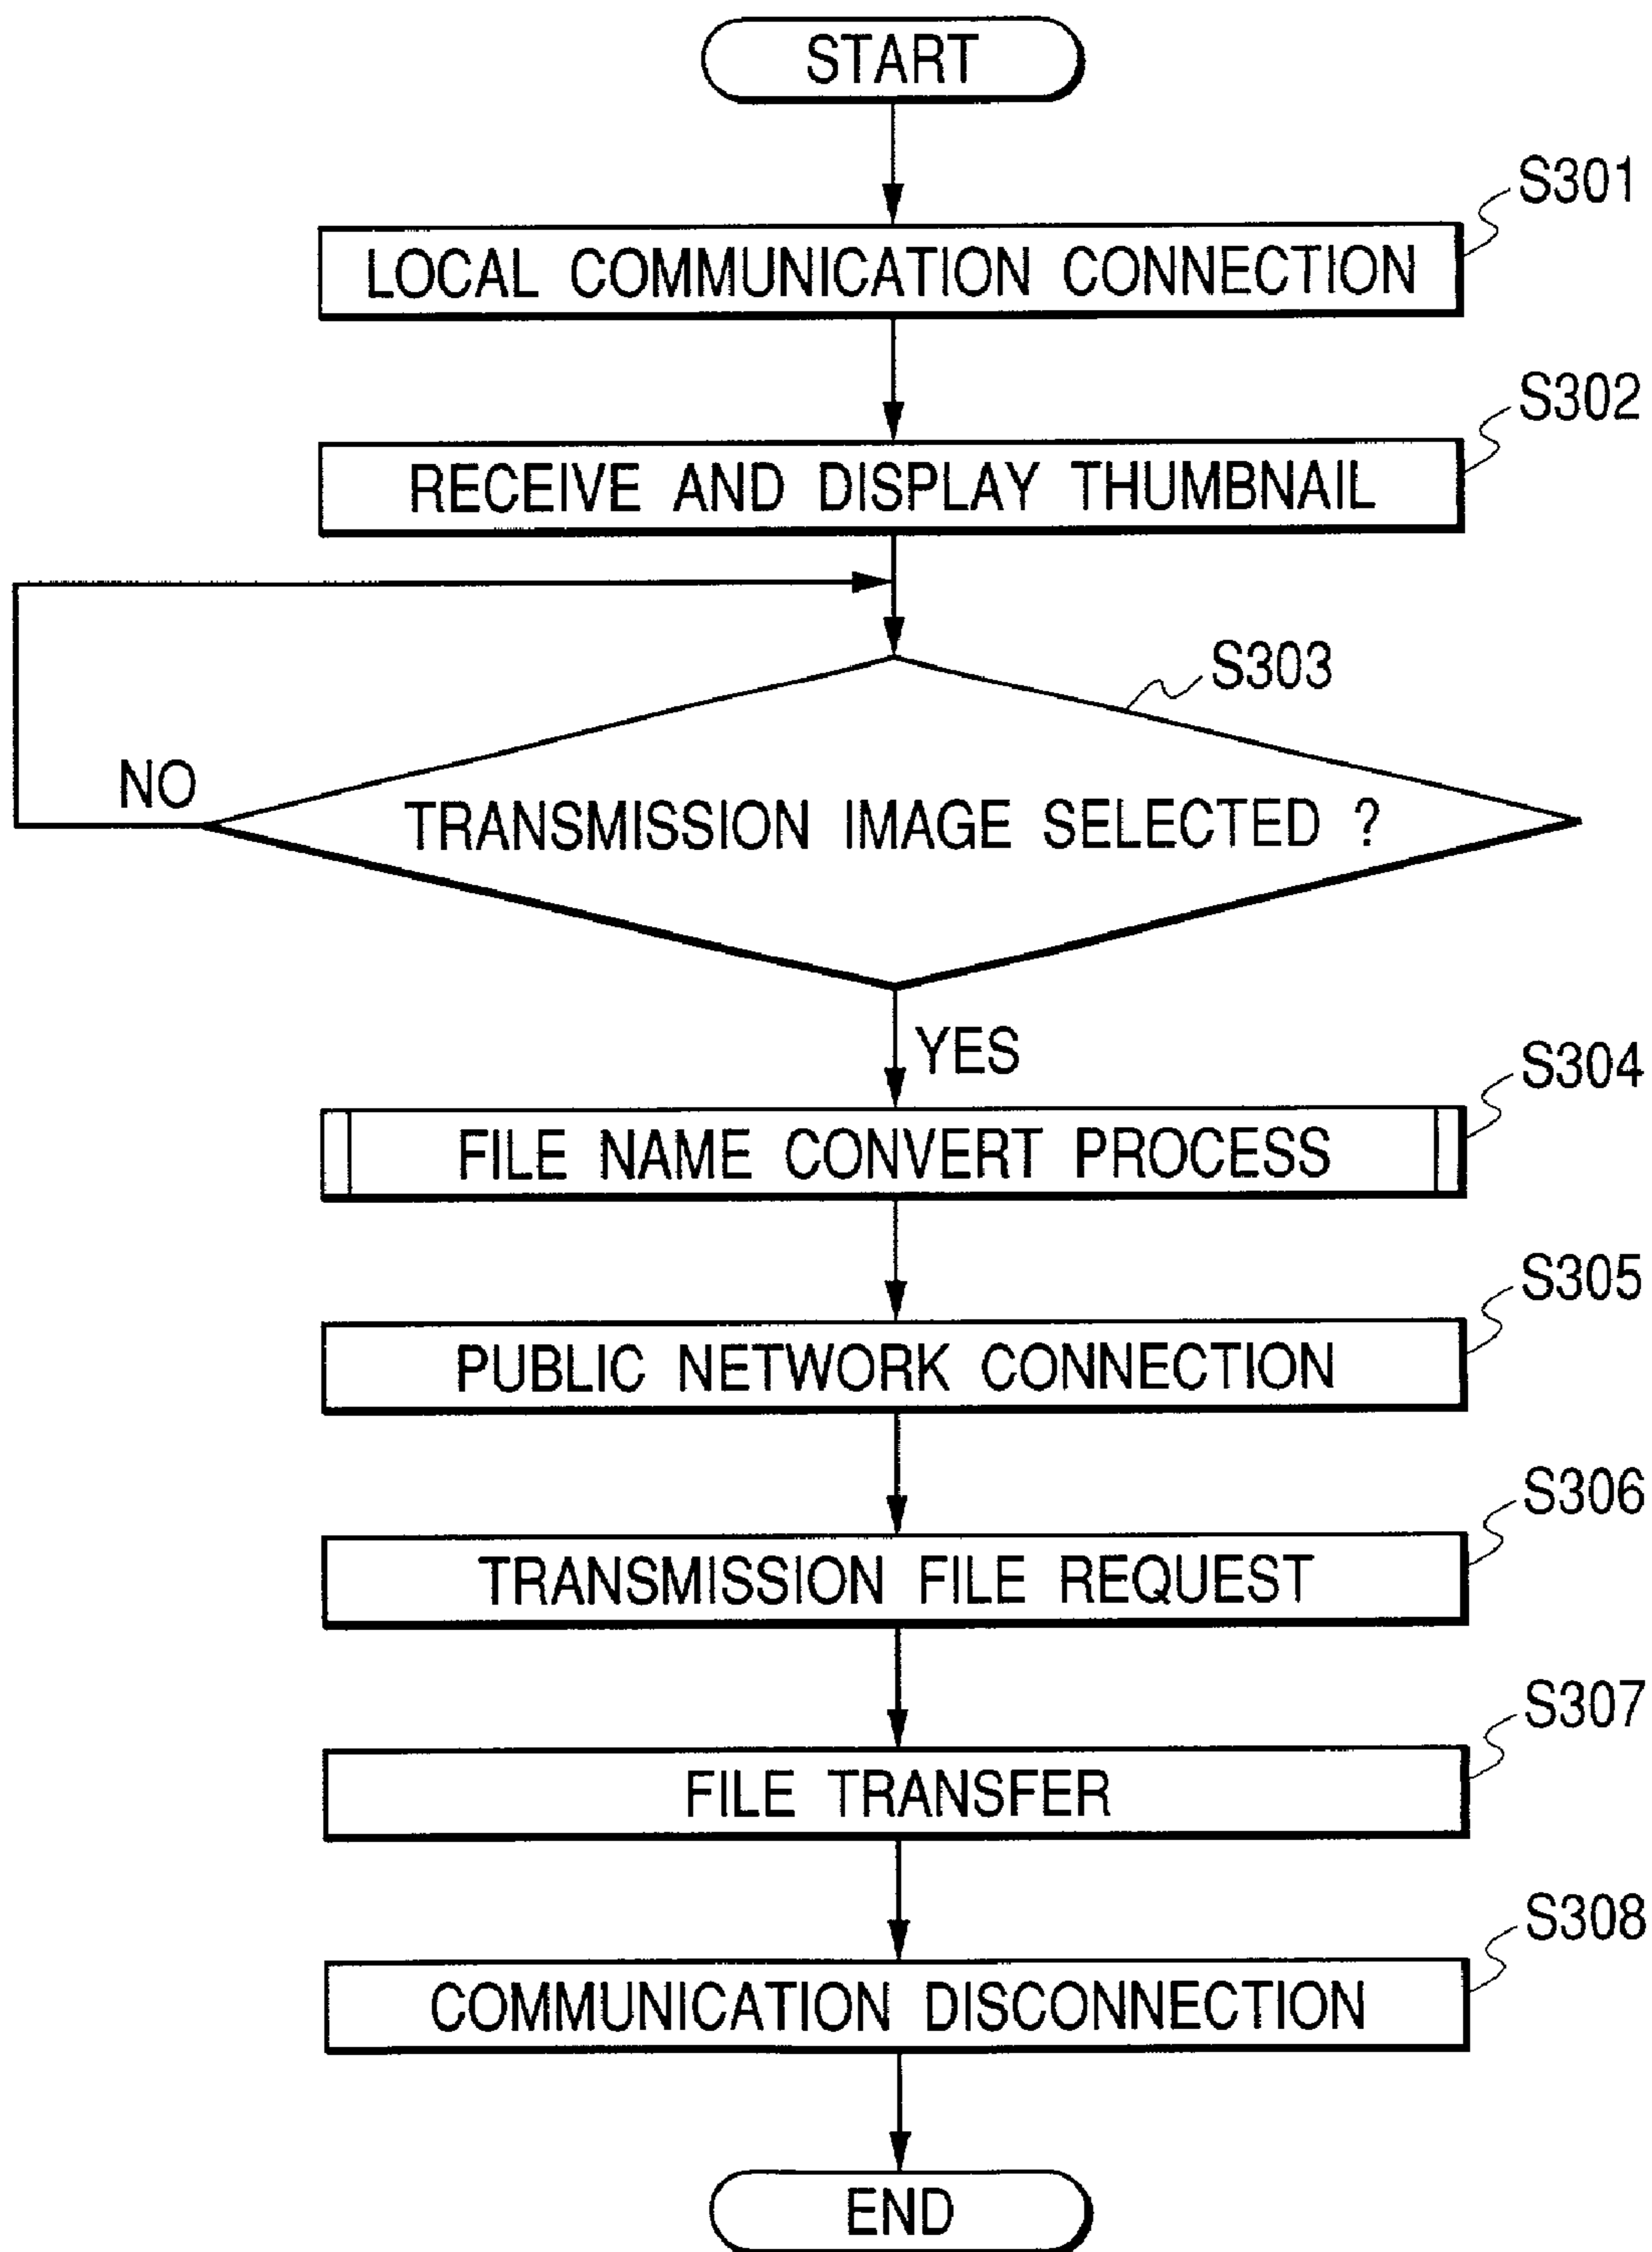 START
S301
LOCAL COMMUNICATION CONNECTION
S302
RECEIVE AND DISPLAY THUMBNAIL
S303
NO
TRANSMISSION IMAGE SELECTED ?
YES
S304
FILE NAME CONVERT PROCESS
S305
PUBLIC NETWORK CONNECTION
S306
TRANSMISSION FILE REQUEST
S307
FILE TRANSFER
S308
COMMUNICATION DISCONNECTION
END